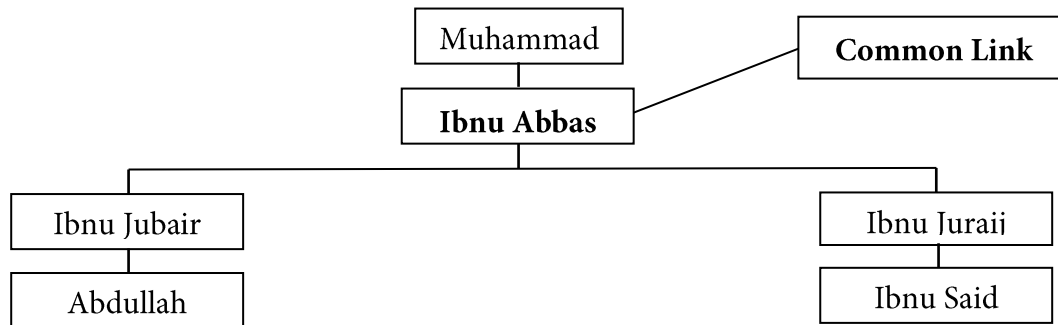 Muhammad
Common Link
Ibnu Abbas
Ibnu Jubair
Ibnu Juraij
Abdullah
Ibnu Said